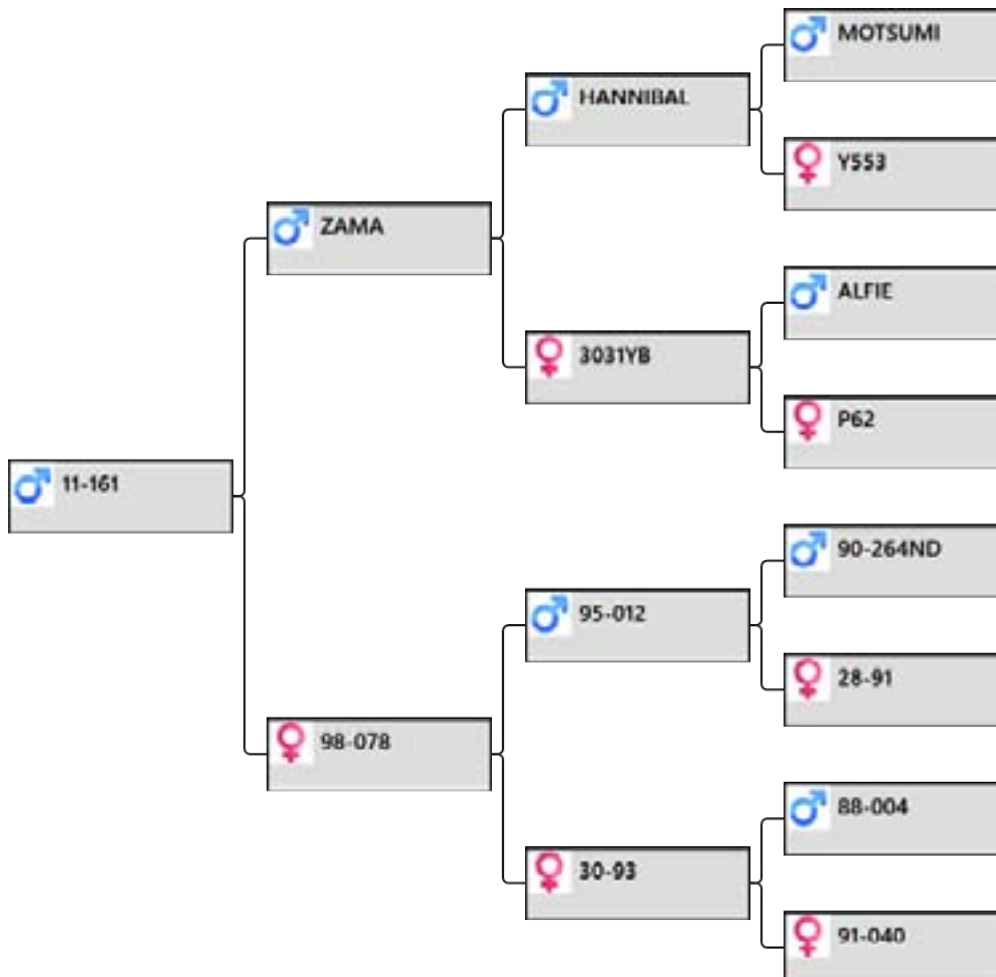 MOTSUMI
HANNIBAL
Y553
ZAMA
ALFIE
3031YB
P62
11-161
90-264ND
95-012
28-91
98-078
88-004
30-93
91-040